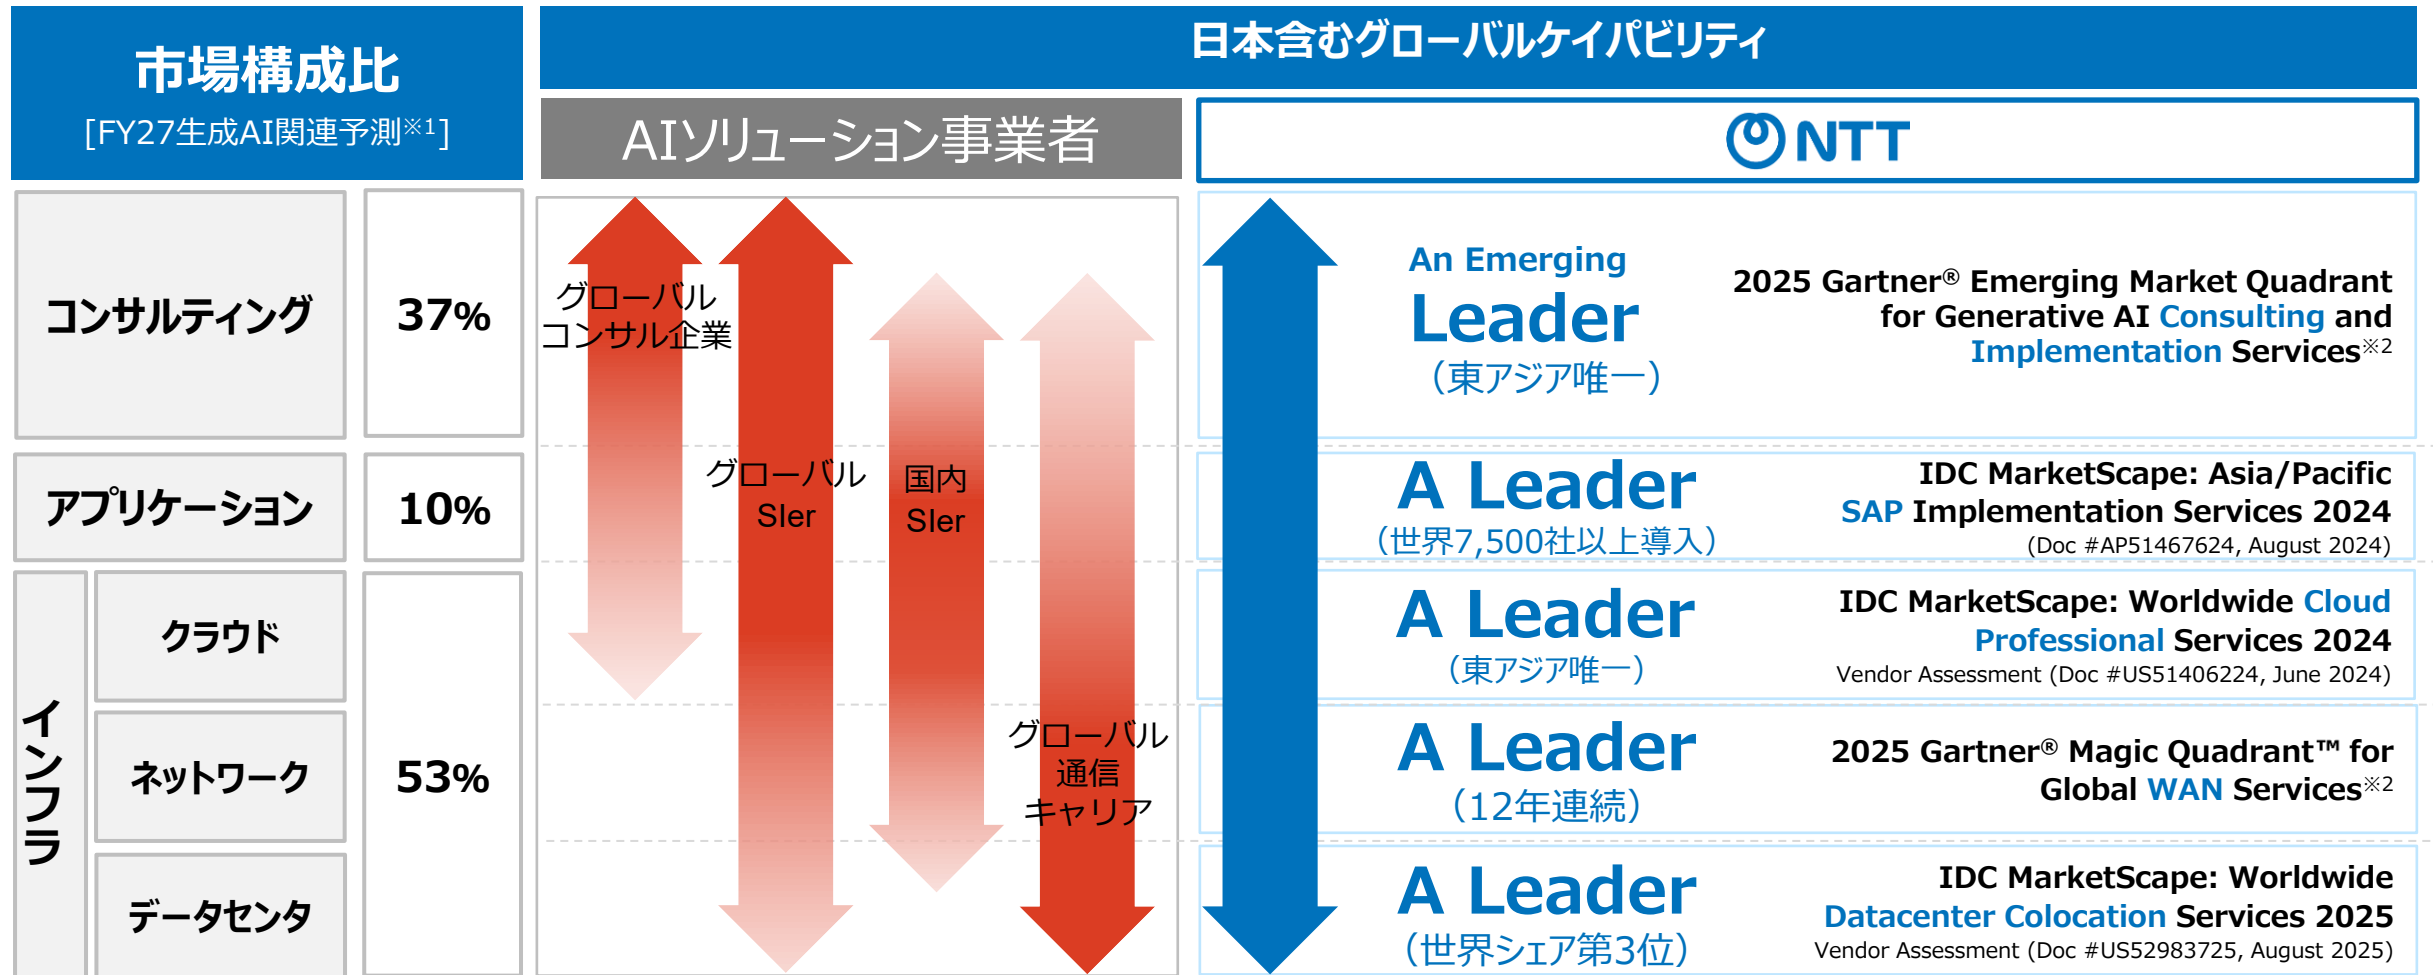 市場構成比
[FY27生成AI関連予測※1]
日本含むグローバルケイパビリティ
AIソリューション事業者
NTT
コンサルティング
37%
アプリケーション
10%
インフラ
クラウド
ネットワーク
データセンタ
53%
グローバル
コンサル企業
グローバル
SIer
国内
SIer
グローバル
通信
キャリア
An Emerging
Leader
（東アジア唯一）
2025 Gartner® Emerging Market Quadrant
for Generative AI Consulting and
Implementation Services※2
A Leader
（世界7,500社以上導入）
IDC MarketScape: Asia/Pacific
SAP Implementation Services 2024
(Doc #AP51467624, August 2024)
A Leader
（東アジア唯一）
IDC MarketScape: Worldwide Cloud
Professional Services 2024
Vendor Assessment (Doc #US51406224, June 2024)
A Leader
（12年連続）
2025 Gartner® Magic Quadrant™ for
Global WAN Services※2
A Leader
（世界シェア第3位）
IDC MarketScape: Worldwide
Datacenter Colocation Services 2025
Vendor Assessment (Doc #US52983725, August 2025)